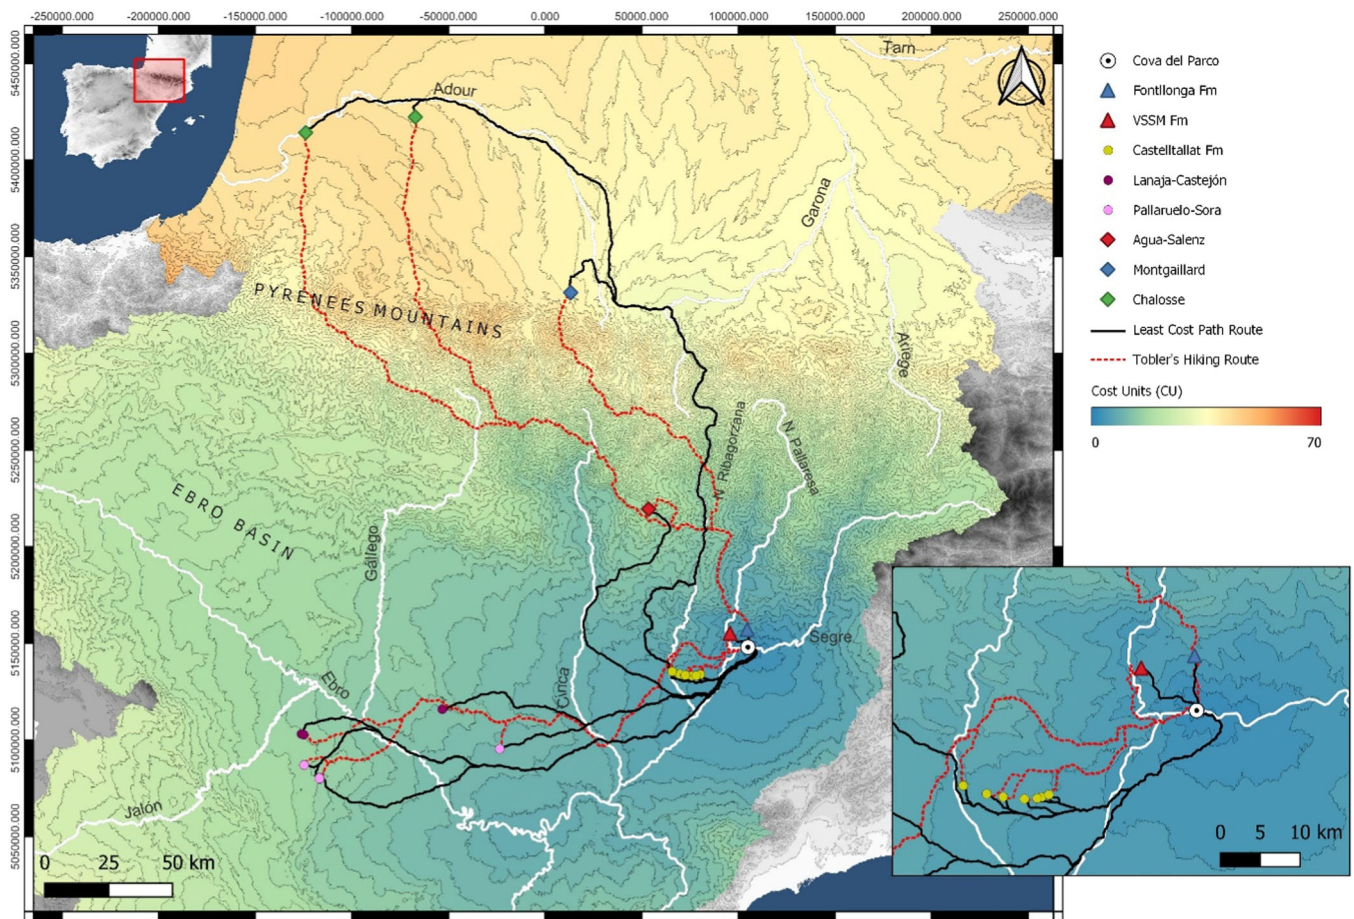 -150000.000 -100000.000 -50000.000 0.000 50000.000 100000.000 150000.000 200000.000 250000.000
5450000.000
5400000.000
5350000.000
5300000.000
5250000.000
5200000.000
5150000.000
5100000.000
5050000.000
Tarn
Adour
Garona
PYRENEES MOUNTAINS
Ariege
N Ribagorzana
N Pallaresa
EBRO BASIN
Gállego
Segre
Cinca
Ebro
Jalón
0 25 50 km
Cova del Parco
Fontllonga Fm
VSSM Fm
Castelltallat Fm
Lanaja-Castejón
Pallaruelo-Sora
Agua-Salenz
Montgaillard
Chalosse
Least Cost Path Route
Tobler's Hiking Route
Cost Units (CU)
0 70
0 5 10 km